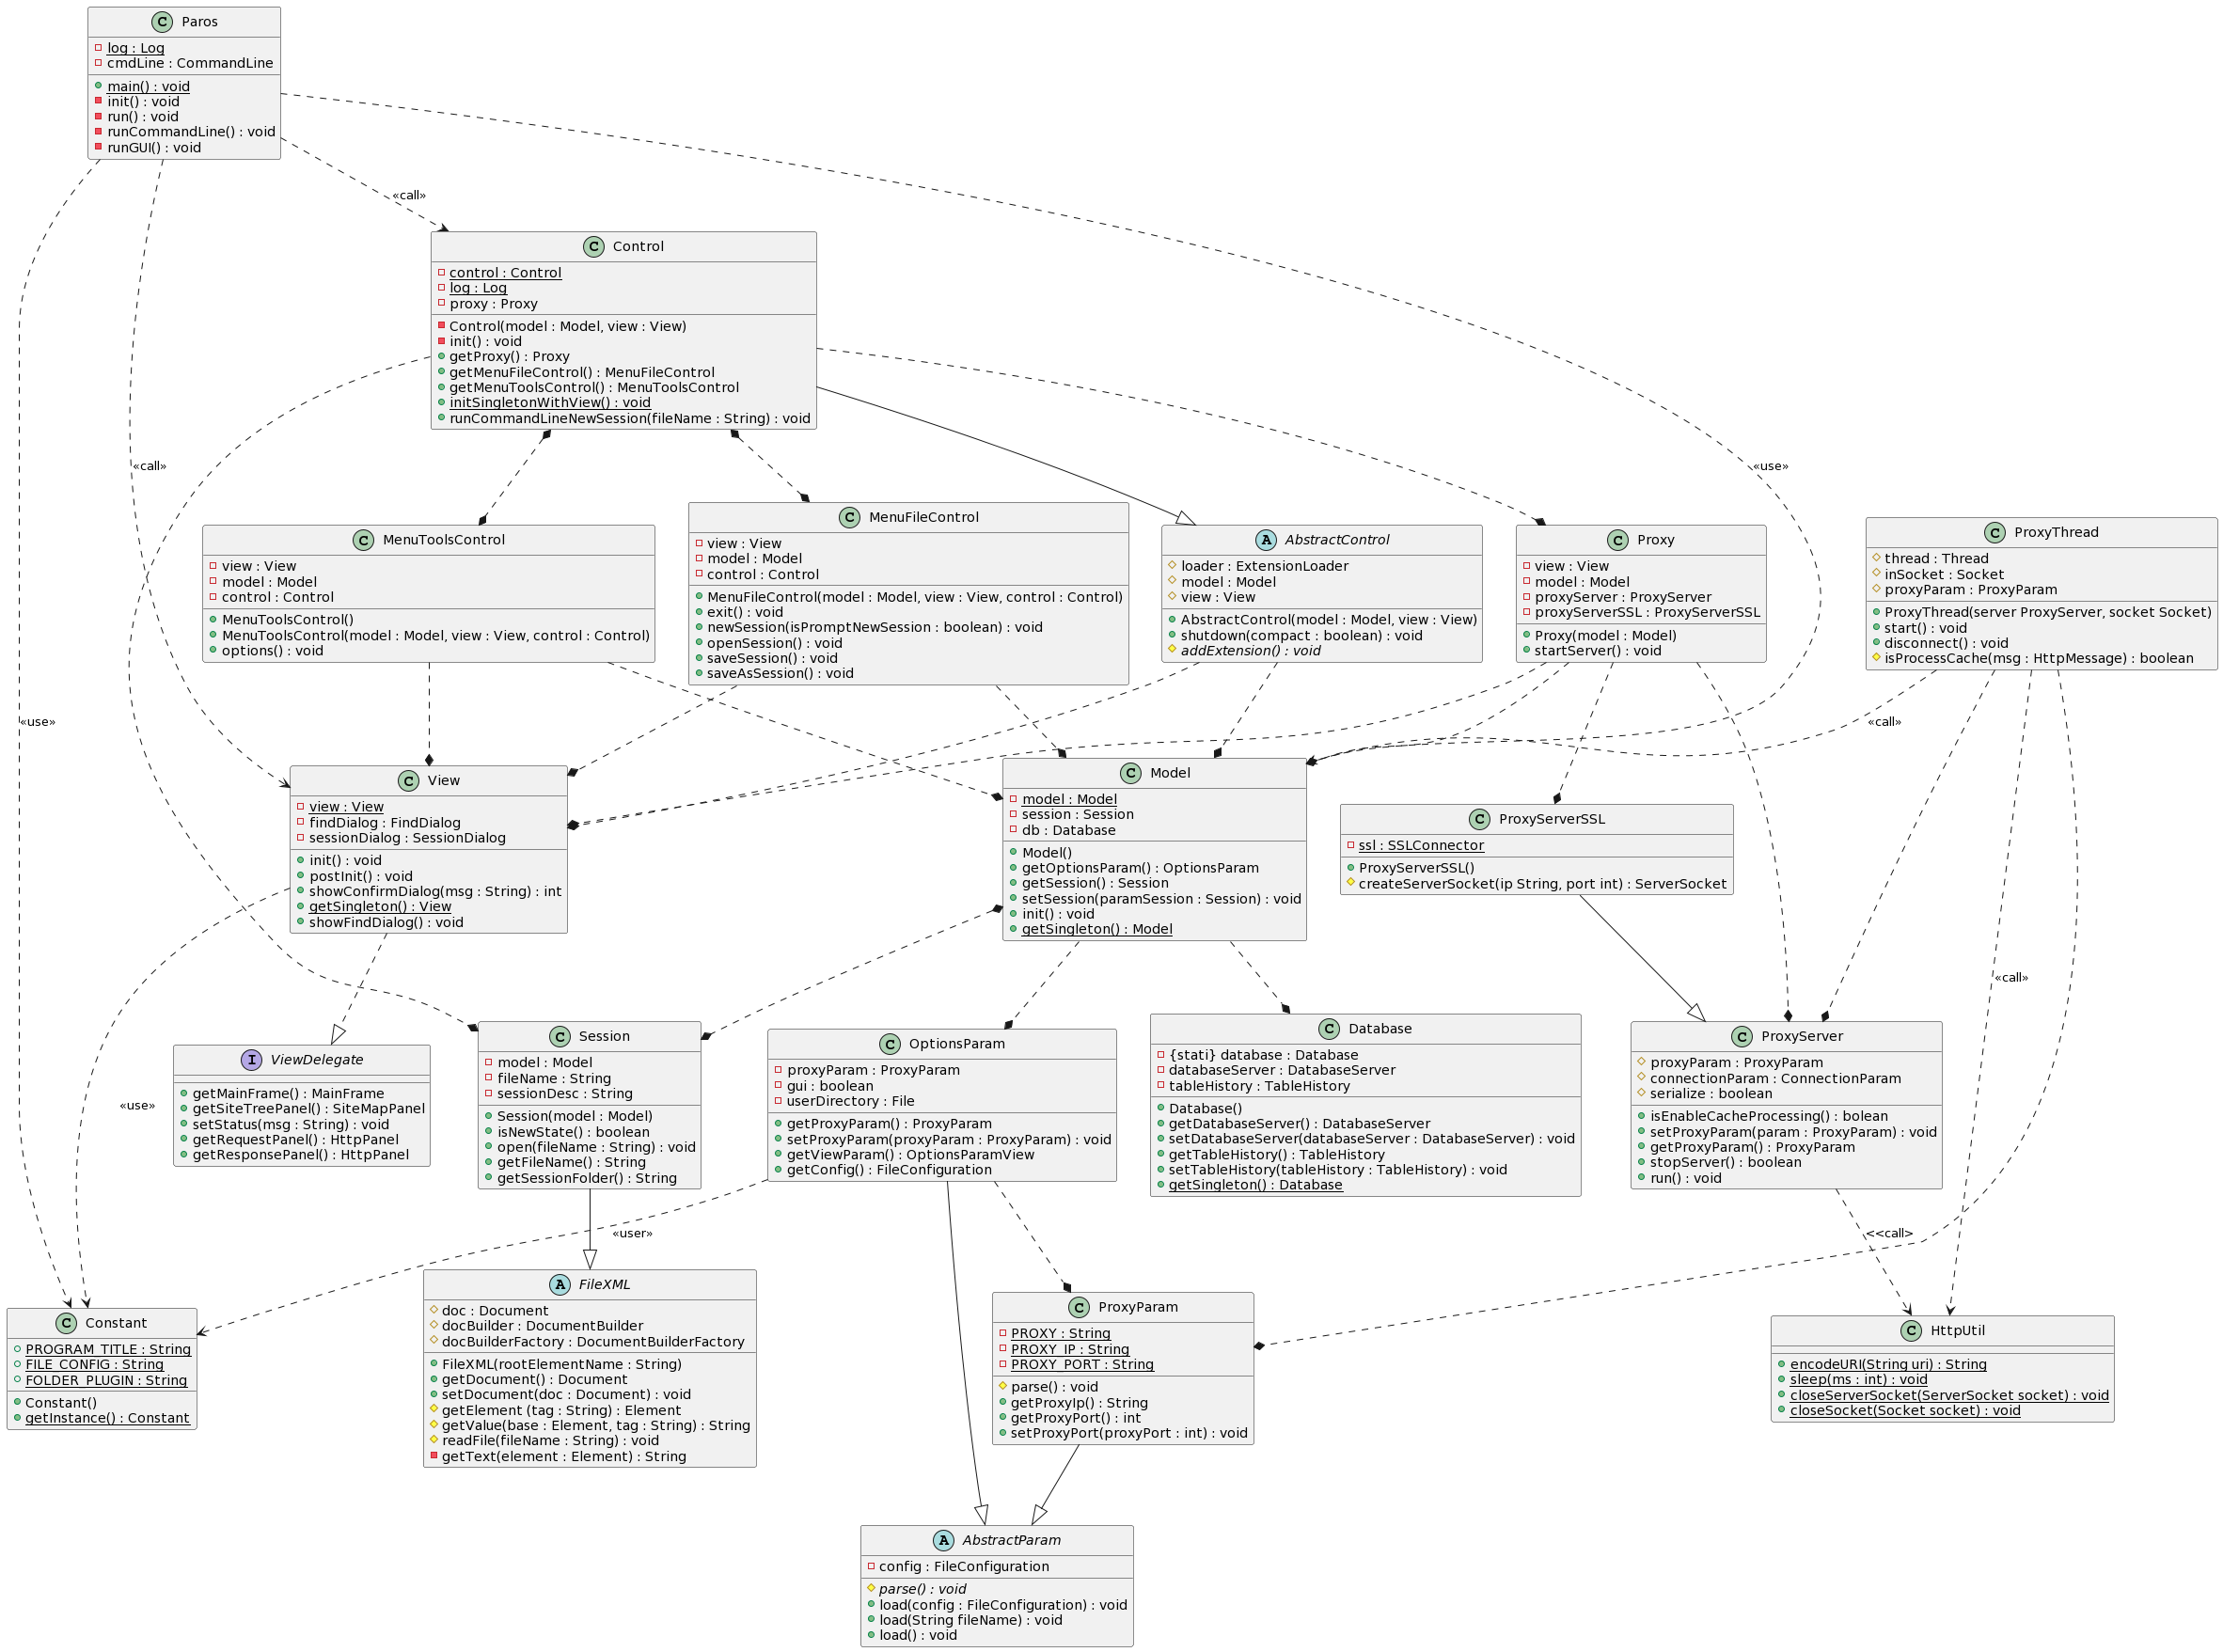 C Paros
log : Log
cmdLine : CommandLine
main() : void
init() : void
run() : void
runCommandLine() : void
runGUI() : void
«call»
C Control
control : Control
log : Log
proxy : Proxy
Control(model : Model, view : View)
init() : void
getProxy() : Proxy
getMenuFileControl() : MenuFileControl
getMenuToolsControl() : MenuToolsControl
initSingletonWithView() : void
runCommandLineNewSession(fileName : String) : void
«call»
«use»
C MenuToolsControl
view : View
model : Model
control : Control
MenuToolsControl()
MenuToolsControl(model : Model, view : View, control : Control)
options() : void
C MenuFileControl
view : View
model : Model
control : Control
MenuFileControl(model : Model, view : View, control : Control)
exit() : void
newSession(isPromptNewSession : boolean) : void
openSession() : void
saveSession() : void
saveAsSession() : void
A AbstractControl
loader : ExtensionLoader
model : Model
view : View
AbstractControl(model : Model, view : View)
shutdown(compact : boolean) : void
addExtension() : void
C Proxy
view : View
model : Model
proxyServer : ProxyServer
proxyServerSSL : ProxyServerSSL
Proxy(model : Model)
startServer() : void
C ProxyThread
thread : Thread
inSocket : Socket
proxyParam : ProxyParam
ProxyThread(server ProxyServer, socket Socket)
start() : void
disconnect() : void
isProcessCache(msg : HttpMessage) : boolean
«use»
«call»
C View
view : View
findDialog : FindDialog
sessionDialog : SessionDialog
init() : void
postInit() : void
showConfirmDialog(msg : String) : int
getSingleton() : View
showFindDialog() : void
C Model
model : Model
session : Session
db : Database
Model()
getOptionsParam() : OptionsParam
getSession() : Session
setSession(paramSession : Session) : void
init() : void
getSingleton() : Model
C ProxyServerSSL
ssl : SSLConnector
ProxyServerSSL()
createServerSocket(ip String, port int) : ServerSocket
«call»
«use»
I ViewDelegate
getMainFrame() : MainFrame
getSiteTreePanel() : SiteMapPanel
setStatus(msg : String) : void
getRequestPanel() : HttpPanel
getResponsePanel() : HttpPanel
C Session
model : Model
fileName : String
sessionDesc : String
Session(model : Model)
isNewState() : boolean
open(fileName : String) : void
getFileName() : String
getSessionFolder() : String
C OptionsParam
proxyParam : ProxyParam
gui : boolean
userDirectory : File
getProxyParam() : ProxyParam
setProxyParam(proxyParam : ProxyParam) : void
getViewParam() : OptionsParamView
getConfig() : FileConfiguration
C Database
{stati} database : Database
databaseServer : DatabaseServer
tableHistory : TableHistory
Database()
getDatabaseServer() : DatabaseServer
setDatabaseServer(databaseServer : DatabaseServer) : void
getTableHistory() : TableHistory
setTableHistory(tableHistory : TableHistory) : void
getSingleton() : Database
C ProxyServer
proxyParam : ProxyParam
connectionParam : ConnectionParam
serialize : boolean
isEnableCacheProcessing() : bolean
setProxyParam(param : ProxyParam) : void
getProxyParam() : ProxyParam
stopServer() : boolean
run() : void
«user»
<<call>
C Constant
PROGRAM_TITLE : String
FILE_CONFIG : String
FOLDER_PLUGIN : String
Constant()
getInstance() : Constant
A FileXML
doc : Document
docBuilder : DocumentBuilder
docBuilderFactory : DocumentBuilderFactory
FileXML(rootElementName : String)
getDocument() : Document
setDocument(doc : Document) : void
getElement (tag : String) : Element
getValue(base : Element, tag : String) : String
readFile(fileName : String) : void
getText(element : Element) : String
C ProxyParam
PROXY : String
PROXY_IP : String
PROXY_PORT : String
parse() : void
getProxyIp() : String
getProxyPort() : int
setProxyPort(proxyPort : int) : void
C HttpUtil
encodeURI(String uri) : String
sleep(ms : int) : void
closeServerSocket(ServerSocket socket) : void
closeSocket(Socket socket) : void
A AbstractParam
config : FileConfiguration
parse() : void
load(config : FileConfiguration) : void
load(String fileName) : void
load() : void